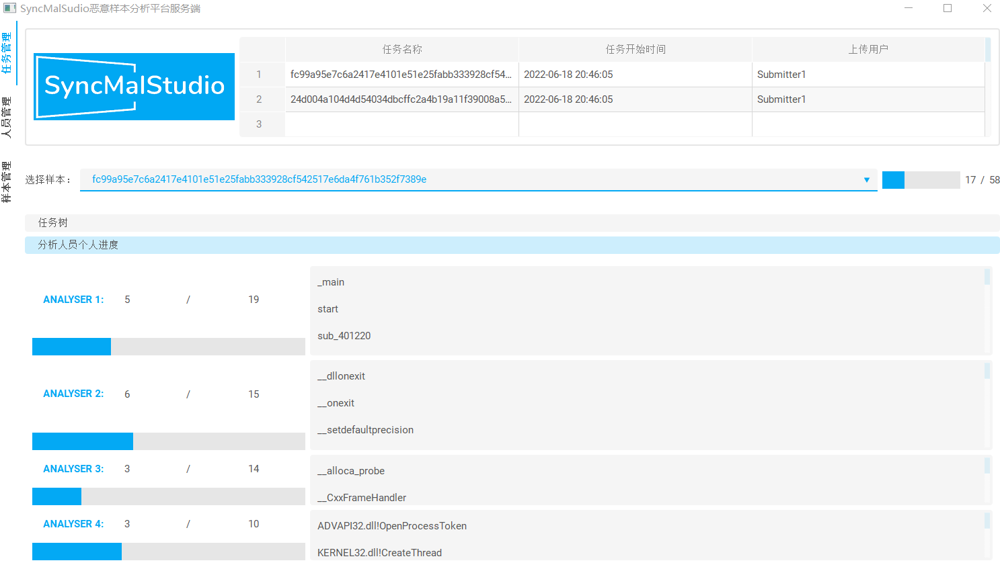 SyncMalSudio恶意样本分析平台服务端
任务管理
人员管理
样本管理
SyncMalStudio
任务名称 任务开始时间 上传用户
1 fc99a95e7c6a2417e4101e51e25fabb333928cf54... 2022-06-18 20:46:05 Submitter1
2 24d004a104d4d54034dbcffc2a4b19a11f39008a5... 2022-06-18 20:46:05 Submitter1
3
选择样本： fc99a95e7c6a2417e4101e51e25fabb333928cf542517e6da4f761b352f7389e 17 / 58
任务树
分析人员个人进度
ANALYSER 1: 5 / 19
_main
start
sub_401220
ANALYSER 2: 6 / 15
__dllonexit
__onexit
__setdefaultprecision
ANALYSER 3: 3 / 14
__alloca_probe
__CxxFrameHandler
ANALYSER 4: 3 / 10
ADVAPI32.dll!OpenProcessToken
KERNEL32.dll!CreateThread